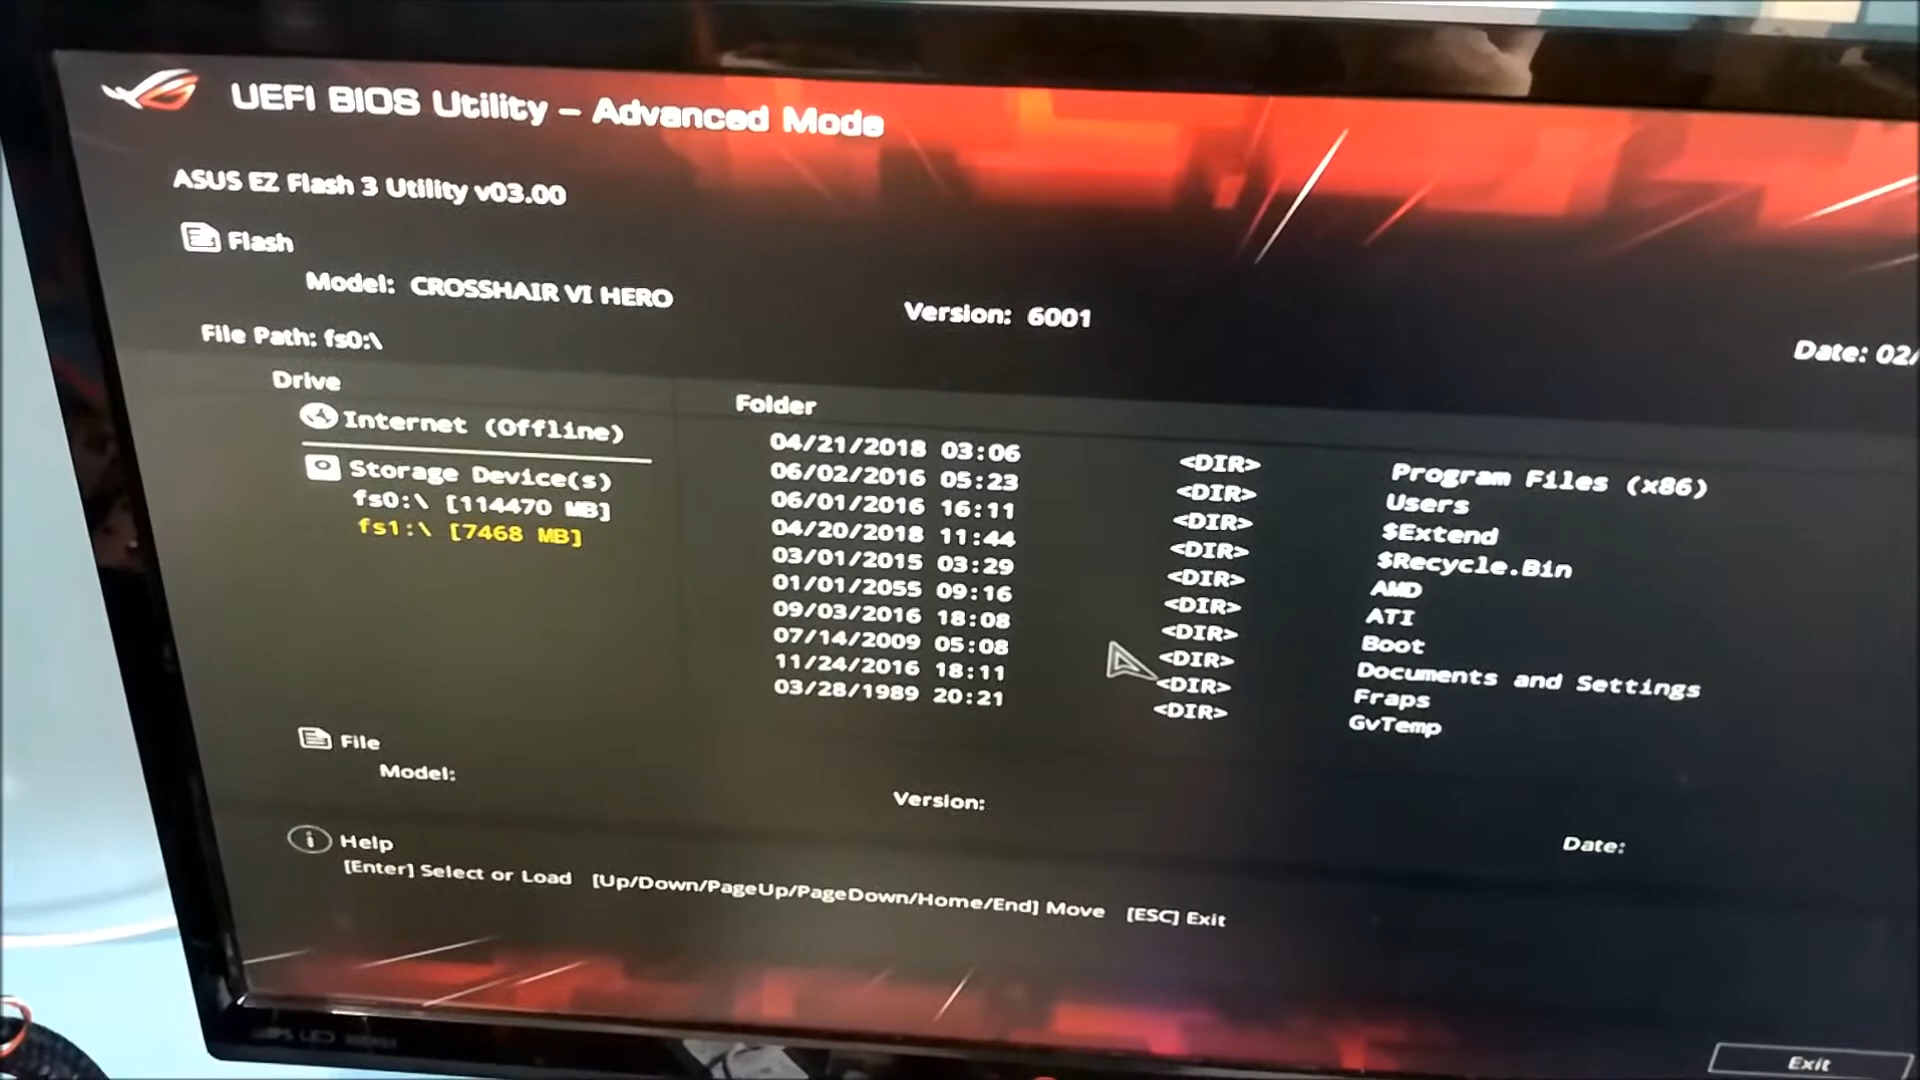 UEFI BIOS Utility – Advanced Mode
ASUS EZ Flash 3 Utility v03.00
Flash
Model: CROSSHAIR VI HERO
Version: 6001
Date: 02/
File Path: fs0:\
Drive
Internet (Offline)
Storage Device(s)
fs0:\ [114470 MB]
fs1:\ [7468 MB]
Folder
04/21/2018 03:06 <DIR> Program Files (x86)
06/02/2016 05:23 <DIR> Users
06/01/2016 16:11 <DIR> $Extend
04/20/2018 11:44 <DIR> $Recycle.Bin
03/01/2015 03:29 <DIR> AMD
01/01/2055 09:16 <DIR> ATI
09/03/2016 18:08 <DIR> Boot
07/14/2009 05:08 <DIR> Documents and Settings
11/24/2016 18:11 <DIR> Fraps
03/28/1989 20:21 <DIR> GvTemp
File
Model:
Version:
Date:
Help
[Enter] Select or Load [Up/Down/PageUp/PageDown/Home/End] Move [ESC] Exit
Exit